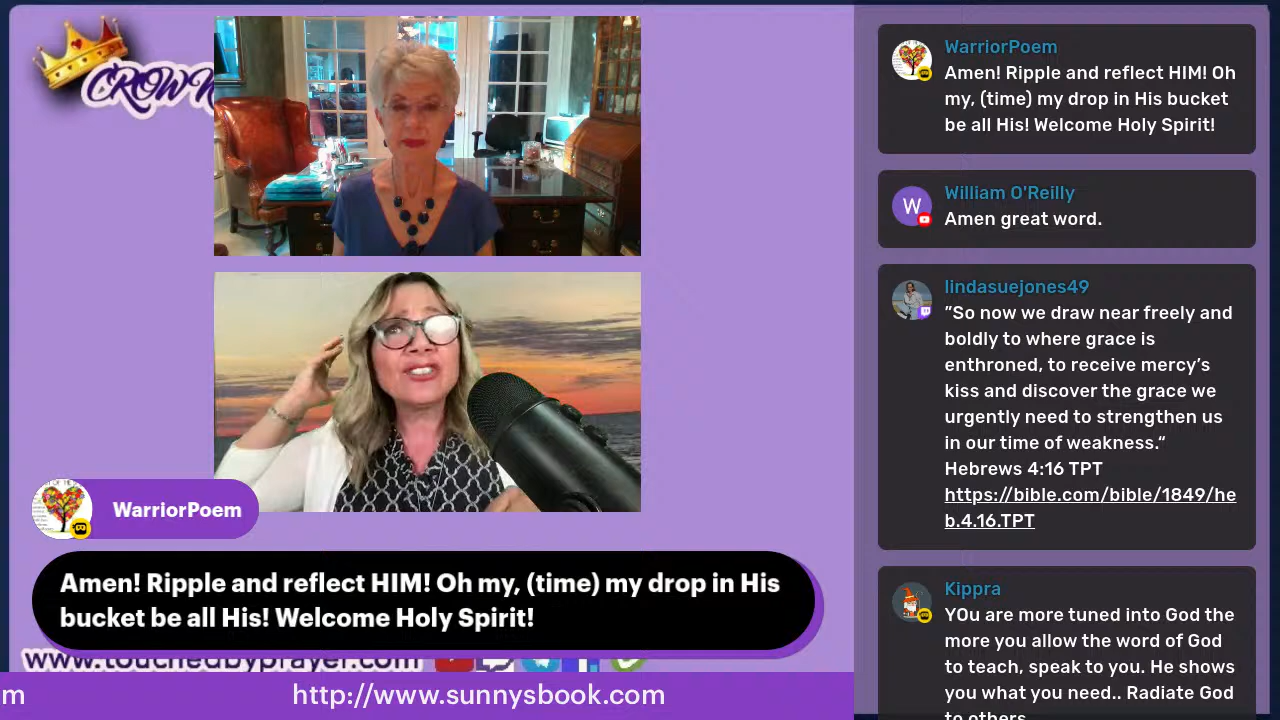 CROWN
WarriorPoem
Amen! Ripple and reflect HIM! Oh my, (time) my drop in His
bucket be all His! Welcome Holy Spirit!
www.touchedbyprayer.com
m
http://www.sunnysbook.com
WarriorPoem
Amen! Ripple and reflect HIM! Oh
my, (time) my drop in His bucket
be all His! Welcome Holy Spirit!
W
William O'Reilly
Amen great word.
lindasuejones49
”So now we draw near freely and
boldly to where grace is
enthroned, to receive mercy’s
kiss and discover the grace we
urgently need to strengthen us
in our time of weakness.“
Hebrews 4:16 TPT
https://bible.com/bible/1849/he
b.4.16.TPT
Kippra
YOu are more tuned into God the
more you allow the word of God
to teach, speak to you. He shows
you what you need.. Radiate God
to others